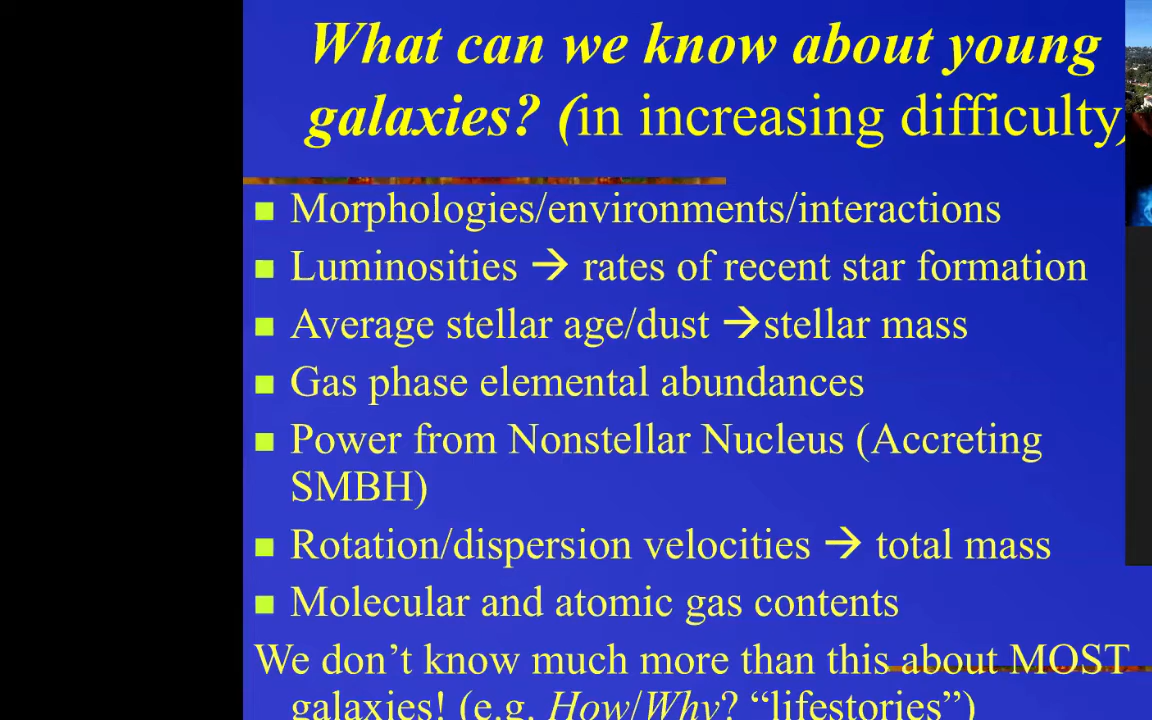 What can we know about young
galaxies? (in increasing difficulty)
Morphologies/environments/interactions
Luminosities → rates of recent star formation
Average stellar age/dust →stellar mass
Gas phase elemental abundances
Power from Nonstellar Nucleus (Accreting
SMBH)
Rotation/dispersion velocities → total mass
Molecular and atomic gas contents
We don't know much more than this about MOST
galaxies! (e.g. How/Why? “lifestories”)